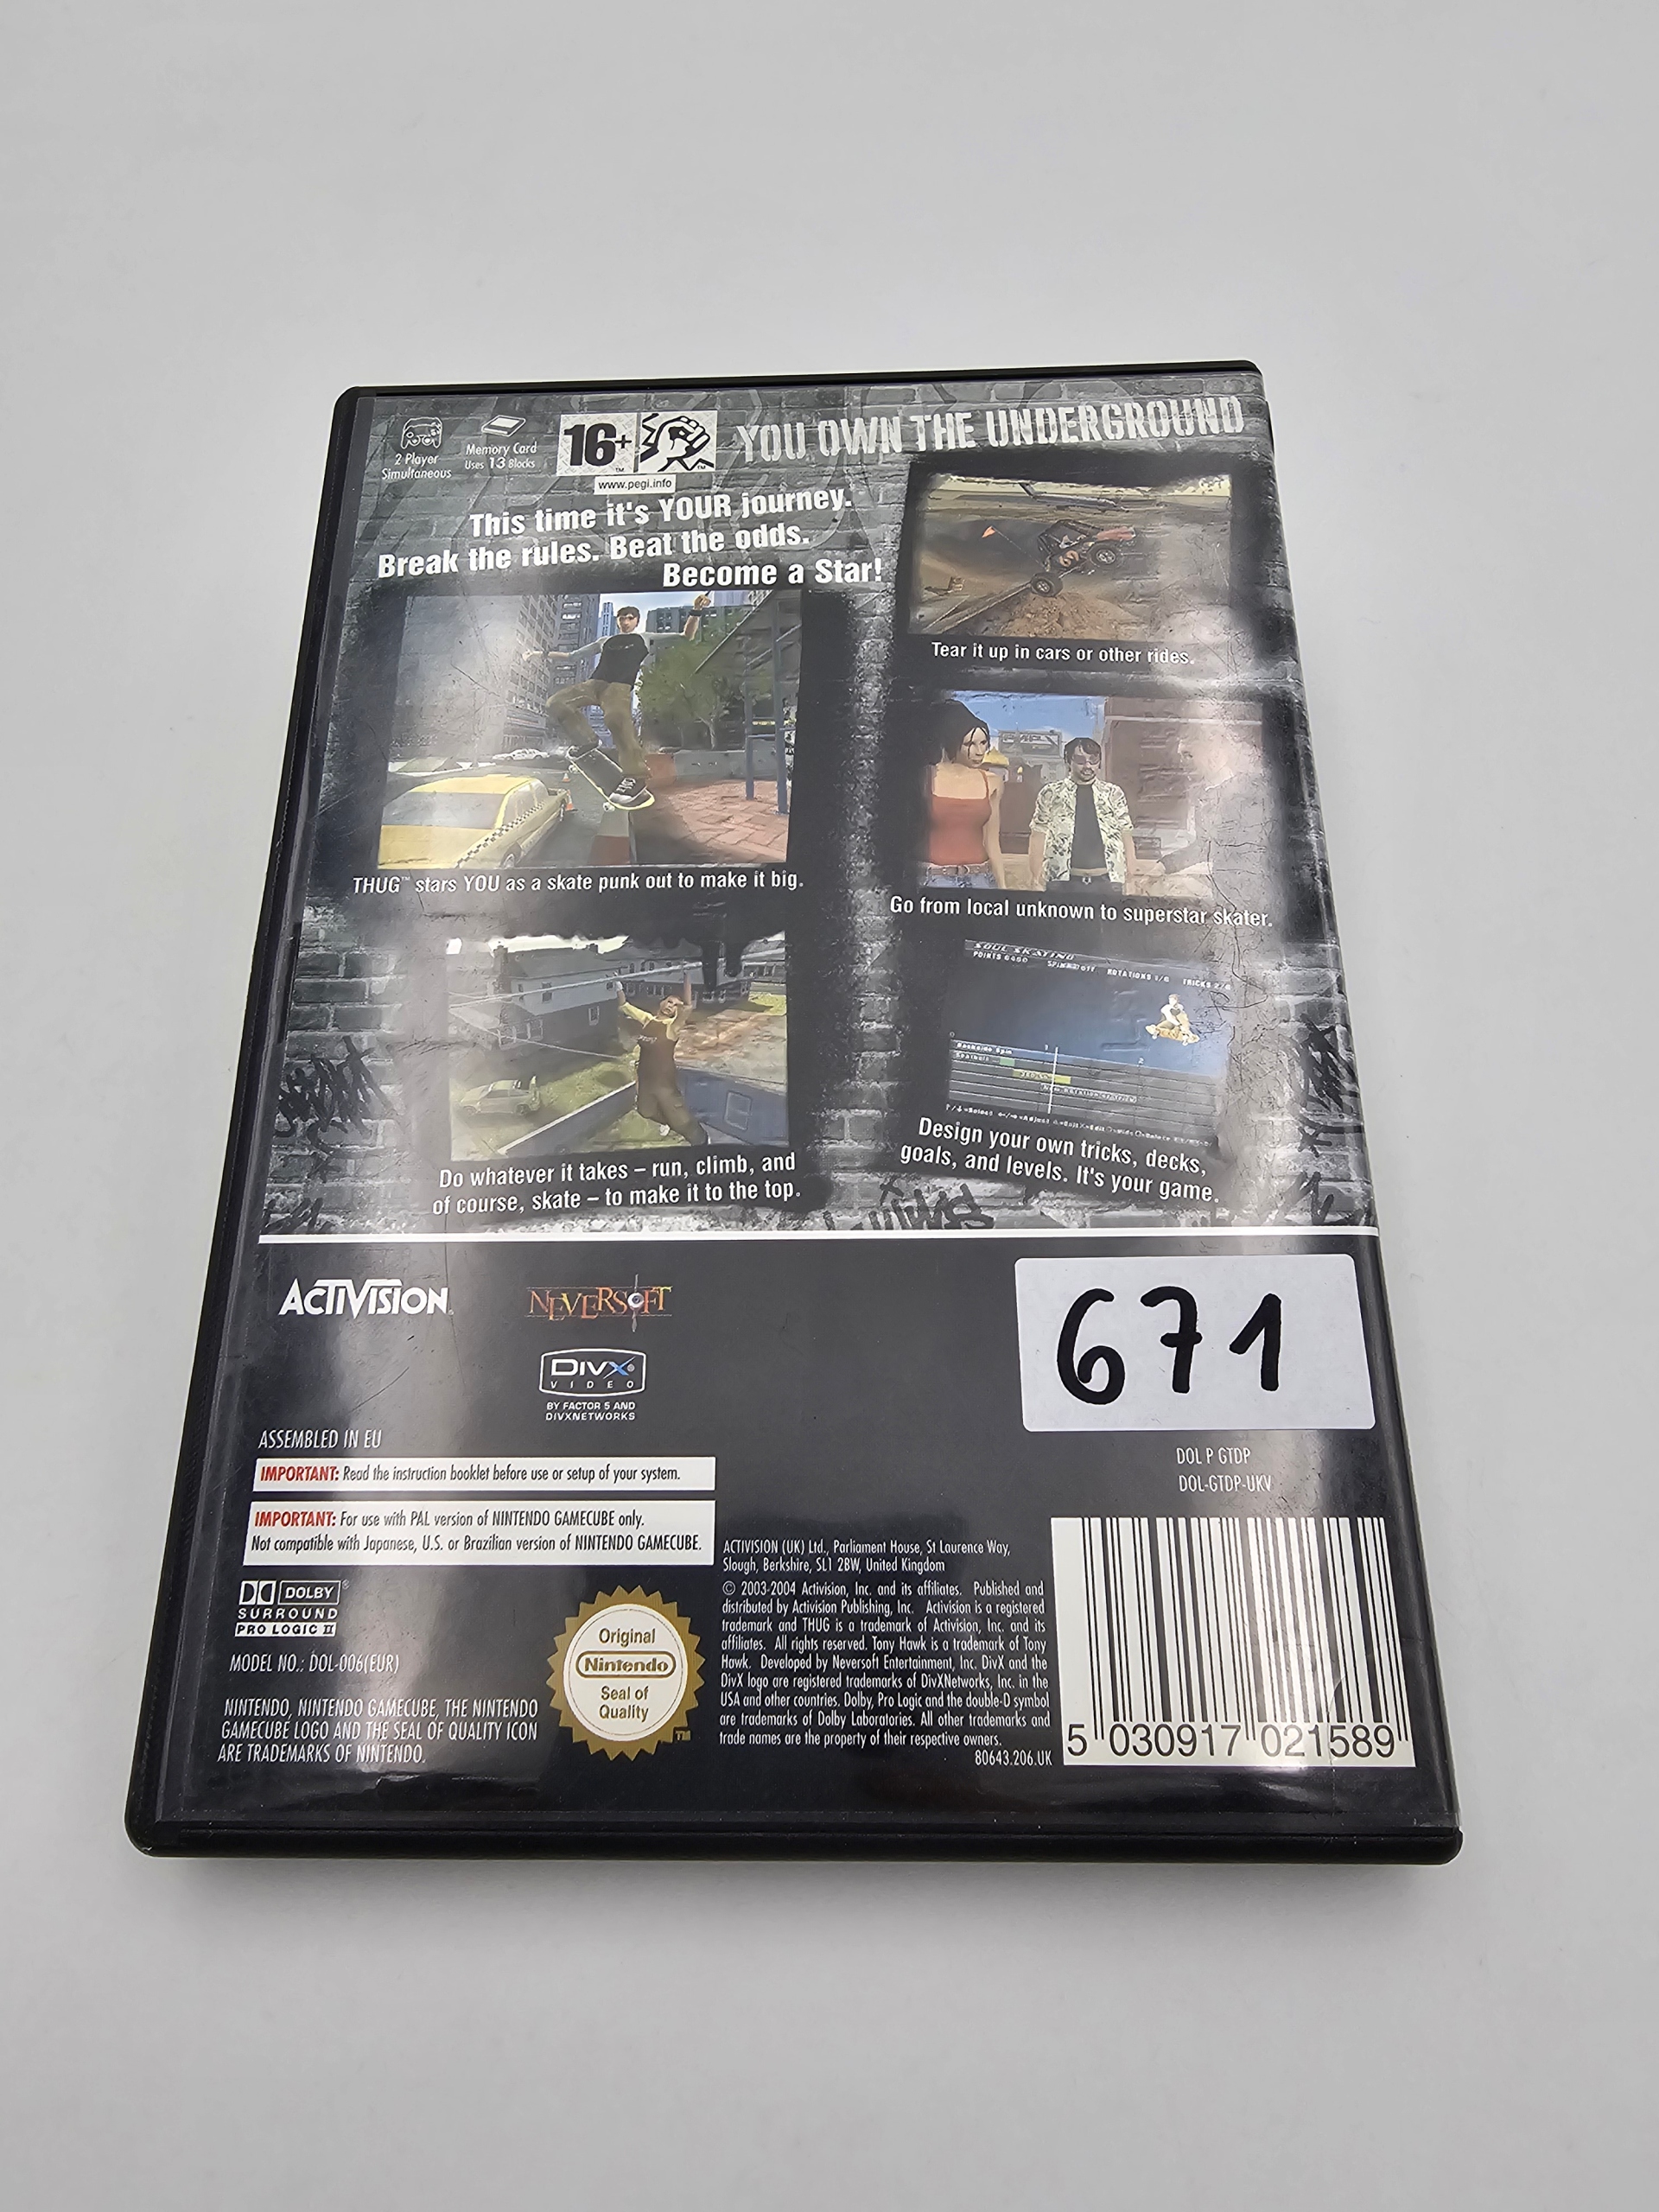 2 Player
Simultaneous
Memory Card
Uses 13 Blocks
16+
™
™
www.pegi.info
YOU OWN THE UNDERGROUND
This time it's YOUR journey.
Break the rules. Beat the odds.
Become a Star!
Tear it up in cars or other rides.
THUG™ stars YOU as a skate punk out to make it big.
Go from local unknown to superstar skater.
SOUL SKATING
ROTATIONS 1/6
TRICKS 2/6
Backside Spin
Do whatever it takes – run, climb, and
of course, skate – to make it to the top.
Design your own tricks, decks,
goals, and levels. It's your game.
ACTIVISION.
NEVERSOFT
DIVX®
VIDEO
BY FACTOR 5 AND
DIVXNETWORKS
671
ASSEMBLED IN EU
IMPORTANT: Read the instruction booklet before use or setup of your system.
IMPORTANT: For use with PAL version of NINTENDO GAMECUBE only.
Not compatible with Japanese, U.S. or Brazilian version of NINTENDO GAMECUBE.
DOL P GTDP
DOL-GTDP-UKV
DOLBY®
SURROUND
PRO LOGIC II
MODEL NO.: DOL-006(EUR)
NINTENDO, NINTENDO GAMECUBE, THE NINTENDO
GAMECUBE LOGO AND THE SEAL OF QUALITY ICON
ARE TRADEMARKS OF NINTENDO.
Original
Nintendo
Seal of
Quality
TM
ACTIVISION (UK) Ltd., Parliament House, St Laurence Way,
Slough, Berkshire, SL1 2BW, United Kingdom
© 2003-2004 Activision, Inc. and its affiliates. Published and
distributed by Activision Publishing, Inc. Activision is a registered
trademark and THUG is a trademark of Activision, Inc. and its
affiliates. All rights reserved. Tony Hawk is a trademark of Tony
Hawk. Developed by Neversoft Entertainment, Inc. DivX and the
DivX logo are registered trademarks of DivXNetworks, Inc. in the
USA and other countries. Dolby, Pro Logic and the double-D symbol
are trademarks of Dolby Laboratories. All other trademarks and
trade names are the property of their respective owners.
80643.206.UK
5 030917 021589